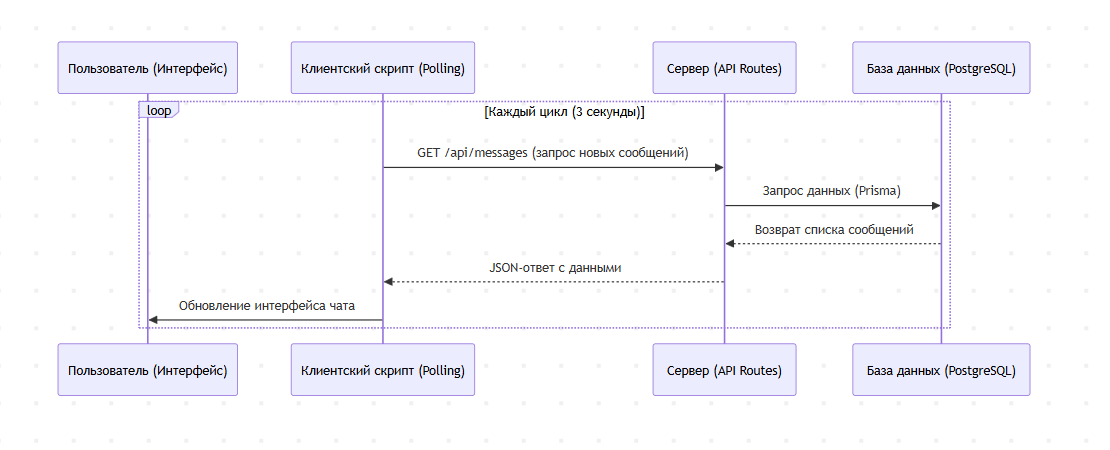 Пользователь (Интерфейс)
Клиентский скрипт (Polling)
Сервер (API Routes)
База данных (PostgreSQL)
loop
[Каждый цикл (3 секунды)]
GET /api/messages (запрос новых сообщений)
Запрос данных (Prisma)
Возврат списка сообщений
JSON-ответ с данными
Обновление интерфейса чата
Пользователь (Интерфейс)
Клиентский скрипт (Polling)
Сервер (API Routes)
База данных (PostgreSQL)